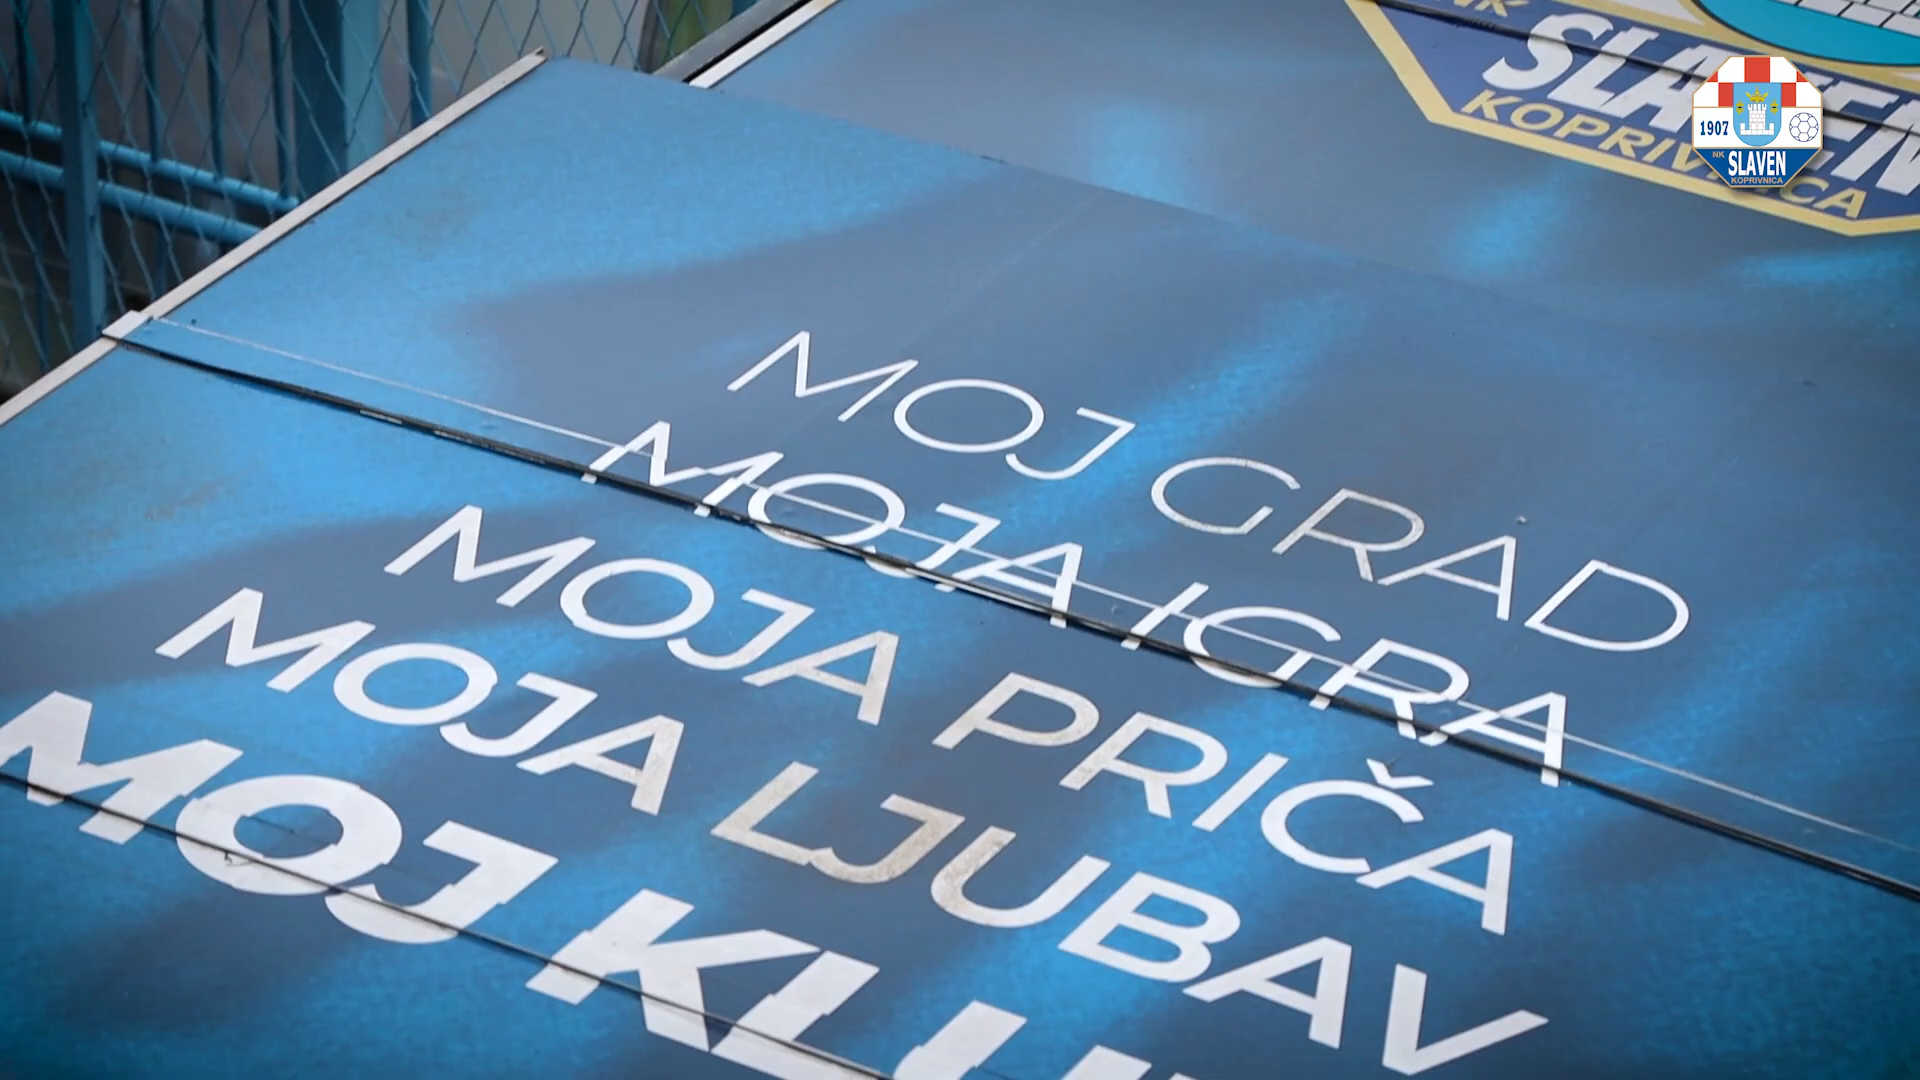 NK
SLAVEN
KOPRIVNICA
1907
NK
SLAVEN
KOPRIVNICA
MOJ GRAD
MOJA IGRA
MOJA PRIČA
MOJA LJUBAV
MOJ